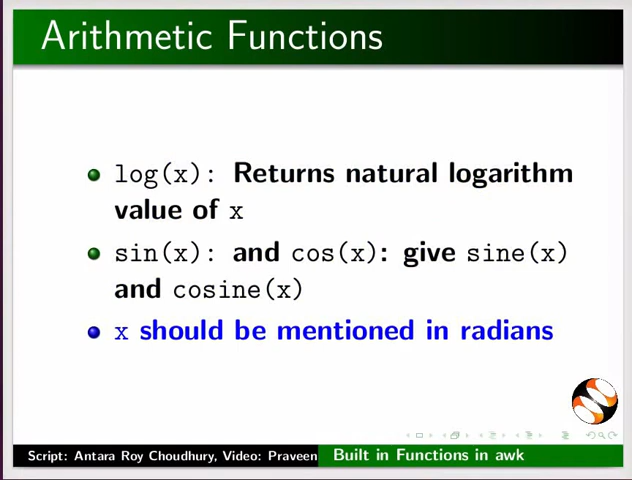 Arithmetic Functions
log(x): Returns natural logarithm
value of x
sin(x): and cos(x): give sine(x)
and cosine(x)
x should be mentioned in radians
Script: Antara Roy Choudhury, Video: Praveen
Built in Functions in awk